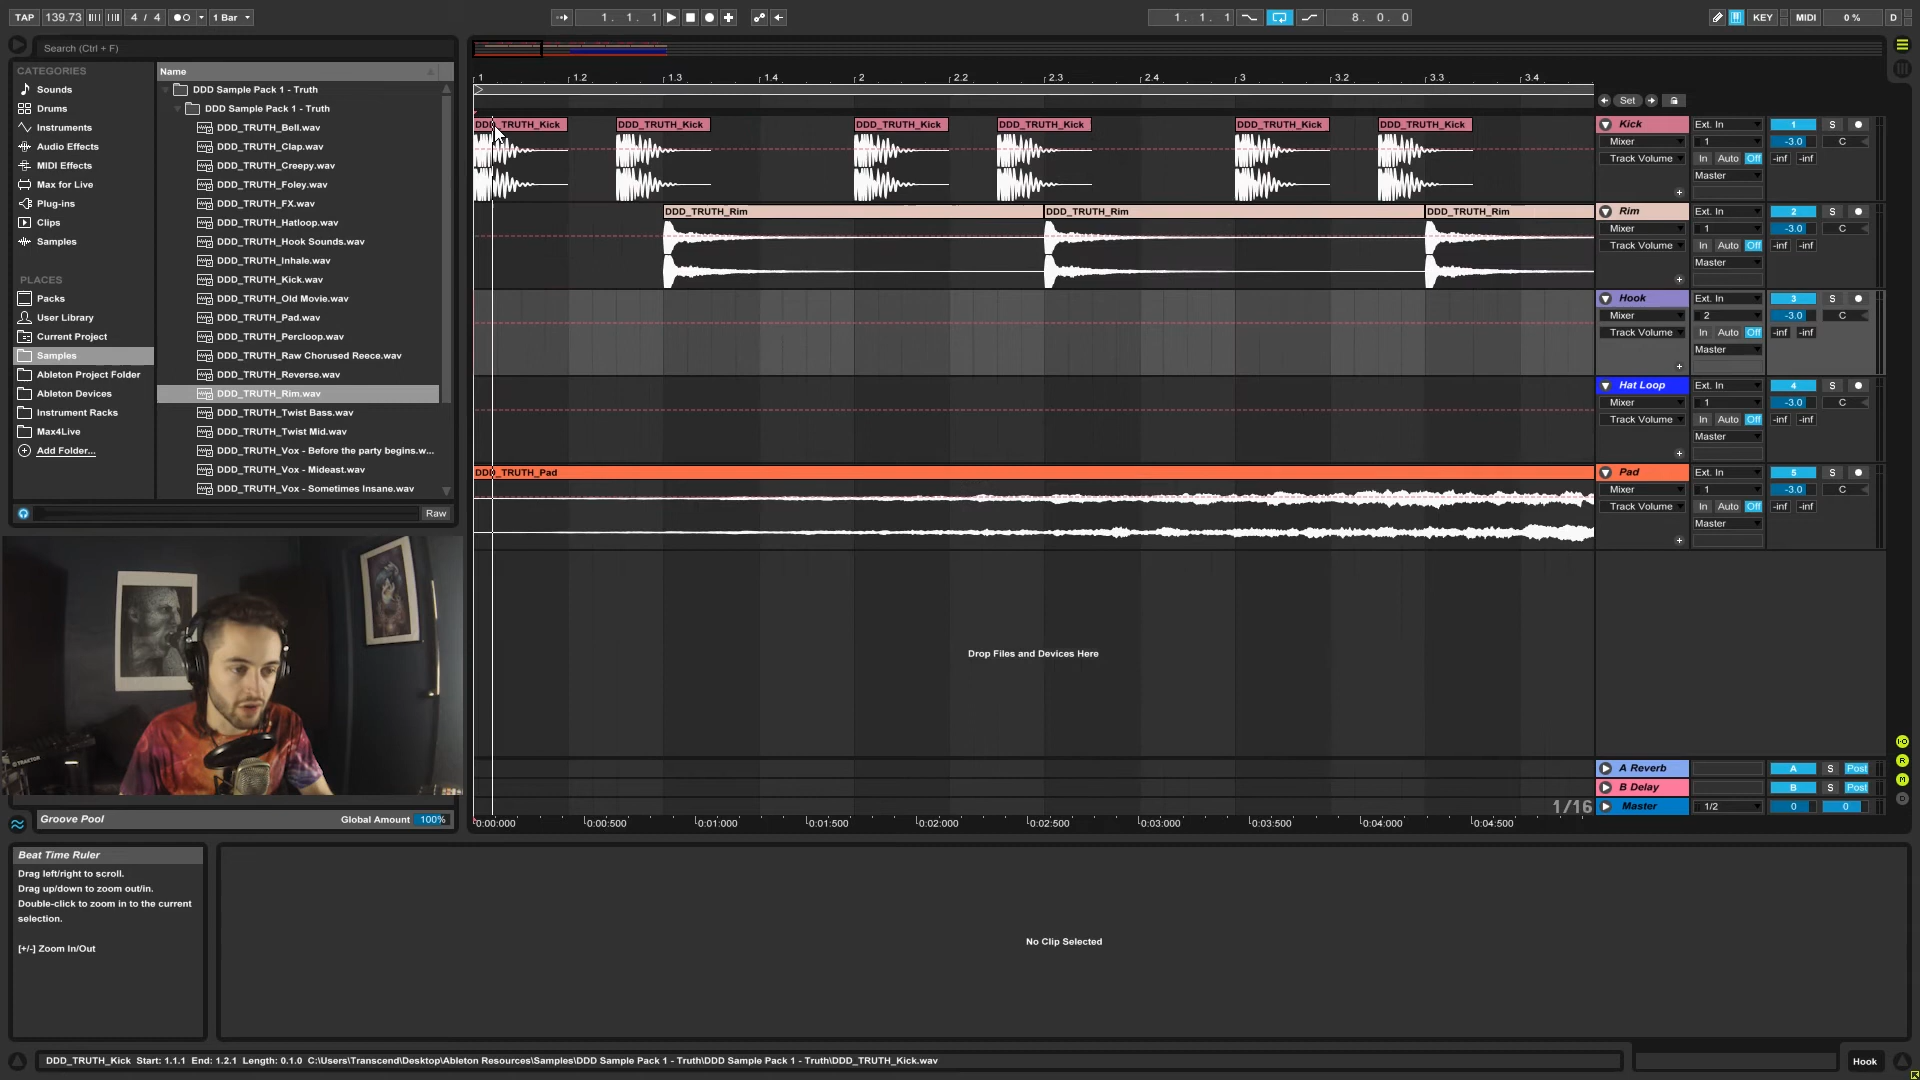 TAP 139.73 4 / 4 1 Bar 1. 1. 1 1. 1. 1 8. 0. 0 KEY MIDI 0 % D
Search (Ctrl + F)
CATEGORIES
Sounds
Drums
Instruments
Audio Effects
MIDI Effects
Max for Live
Plug-ins
Clips
Samples
PLACES
Packs
User Library
Current Project
Samples
Ableton Project Folder
Ableton Devices
Instrument Racks
Max4Live
Add Folder...
Name
DDD Sample Pack 1 - Truth
DDD Sample Pack 1 - Truth
DDD_TRUTH_Bell.wav
DDD_TRUTH_Clap.wav
DDD_TRUTH_Creepy.wav
DDD_TRUTH_Foley.wav
DDD_TRUTH_FX.wav
DDD_TRUTH_Hatloop.wav
DDD_TRUTH_Hook Sounds.wav
DDD_TRUTH_Inhale.wav
DDD_TRUTH_Kick.wav
DDD_TRUTH_Old Movie.wav
DDD_TRUTH_Pad.wav
DDD_TRUTH_Percloop.wav
DDD_TRUTH_Raw Chorused Reece.wav
DDD_TRUTH_Reverse.wav
DDD_TRUTH_Rim.wav
DDD_TRUTH_Twist Bass.wav
DDD_TRUTH_Twist Mid.wav
DDD_TRUTH_Vox - Before the party begins.w...
DDD_TRUTH_Vox - Mideast.wav
DDD_TRUTH_Vox - Sometimes Insane.wav
Raw
TRAKTOR
Groove Pool Global Amount 100%
1 1.2 1.3 1.4 2 2.2 2.3 2.4 3 3.2 3.3 3.4
Set
DDD_TRUTH_Kick DDD_TRUTH_Kick DDD_TRUTH_Kick DDD_TRUTH_Kick DDD_TRUTH_Kick DDD_TRUTH_Kick
Kick Ext. In 1 S
Mixer 1 -3.0 C
Track Volume In Auto Off -inf -inf
Master
DDD_TRUTH_Rim DDD_TRUTH_Rim DDD_TRUTH_Rim
Rim Ext. In 2 S
Mixer 1 -3.0 C
Track Volume In Auto Off -inf -inf
Master
Hook Ext. In 3 S
Mixer 2 -3.0 C
Track Volume In Auto Off -inf -inf
Master
Hat Loop Ext. In 4 S
Mixer 1 -3.0 C
Track Volume In Auto Off -inf -inf
Master
DDD_TRUTH_Pad
Pad Ext. In 5 S
Mixer 1 -3.0 C
Track Volume In Auto Off -inf -inf
Master
Drop Files and Devices Here
A Reverb A S Post
B Delay B S Post
1/16 Master 1/2 0 0
I·O
R
M
D
0:00:000 0:00:500 0:01:000 0:01:500 0:02:000 0:02:500 0:03:000 0:03:500 0:04:000 0:04:500
Beat Time Ruler
Drag left/right to scroll.
Drag up/down to zoom out/in.
Double-click to zoom in to the current
selection.
[+/-] Zoom In/Out
No Clip Selected
DDD_TRUTH_Kick Start: 1.1.1 End: 1.2.1 Length: 0.1.0 C:\Users\Transcend\Desktop\Ableton Resources\Samples\DDD Sample Pack 1 - Truth\DDD Sample Pack 1 - Truth\DDD_TRUTH_Kick.wav
Hook